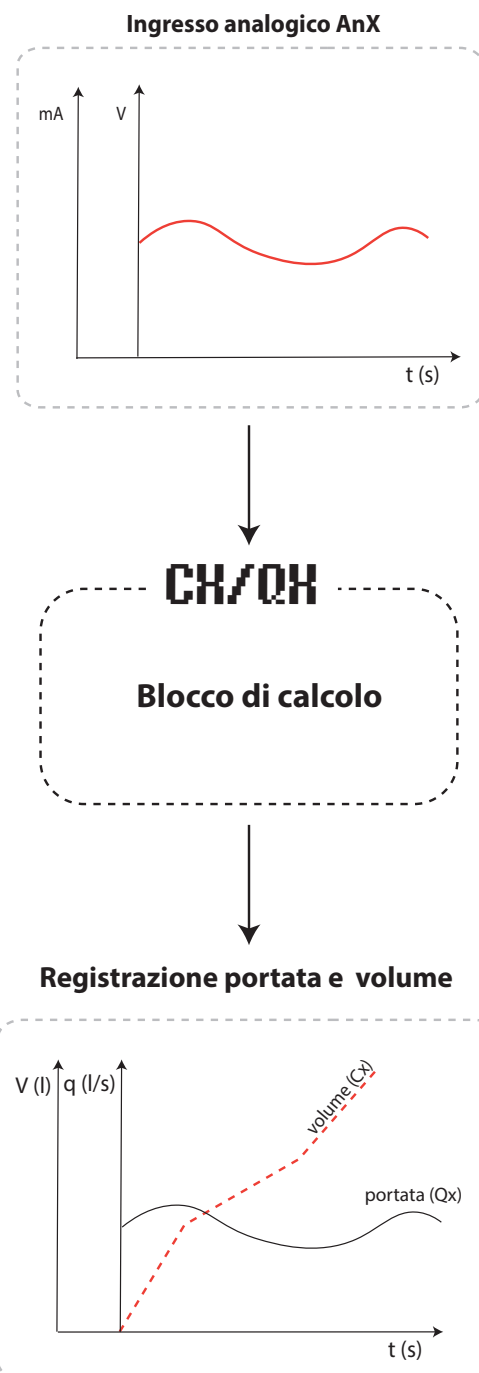 Ingresso analogico AnX
mA
V
t (s)
CX/QX
Blocco di calcolo
Registrazione portata e volume
V (l)
q (l/s)
volume (Cx)
portata (Qx)
t (s)